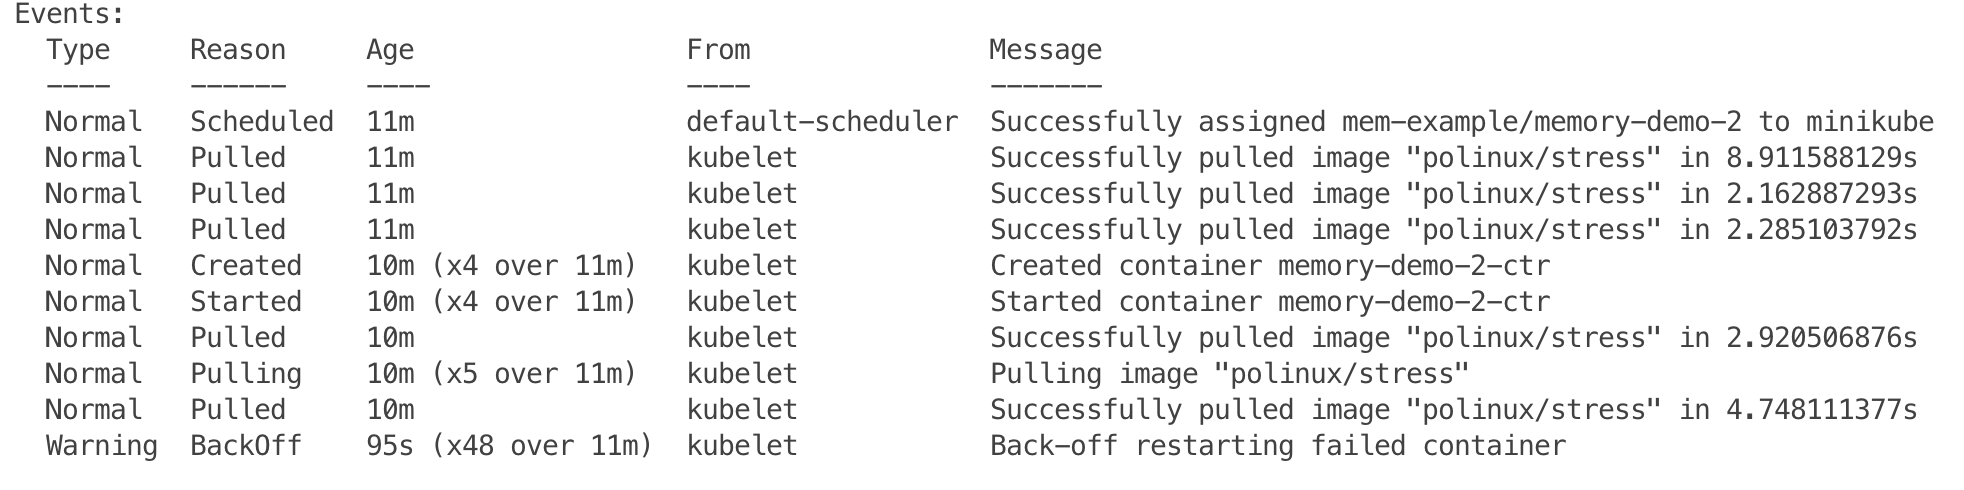 Events:
  Type     Reason     Age                 From               Message
  ----     ------     ----                ----               -------
  Normal   Scheduled  11m                 default-scheduler  Successfully assigned mem-example/memory-demo-2 to minikube
  Normal   Pulled     11m                 kubelet            Successfully pulled image "polinux/stress" in 8.911588129s
  Normal   Pulled     11m                 kubelet            Successfully pulled image "polinux/stress" in 2.162887293s
  Normal   Pulled     11m                 kubelet            Successfully pulled image "polinux/stress" in 2.285103792s
  Normal   Created    10m (x4 over 11m)   kubelet            Created container memory-demo-2-ctr
  Normal   Started    10m (x4 over 11m)   kubelet            Started container memory-demo-2-ctr
  Normal   Pulled     10m                 kubelet            Successfully pulled image "polinux/stress" in 2.920506876s
  Normal   Pulling    10m (x5 over 11m)   kubelet            Pulling image "polinux/stress"
  Normal   Pulled     10m                 kubelet            Successfully pulled image "polinux/stress" in 4.748111377s
  Warning  BackOff    95s (x48 over 11m)  kubelet            Back-off restarting failed container